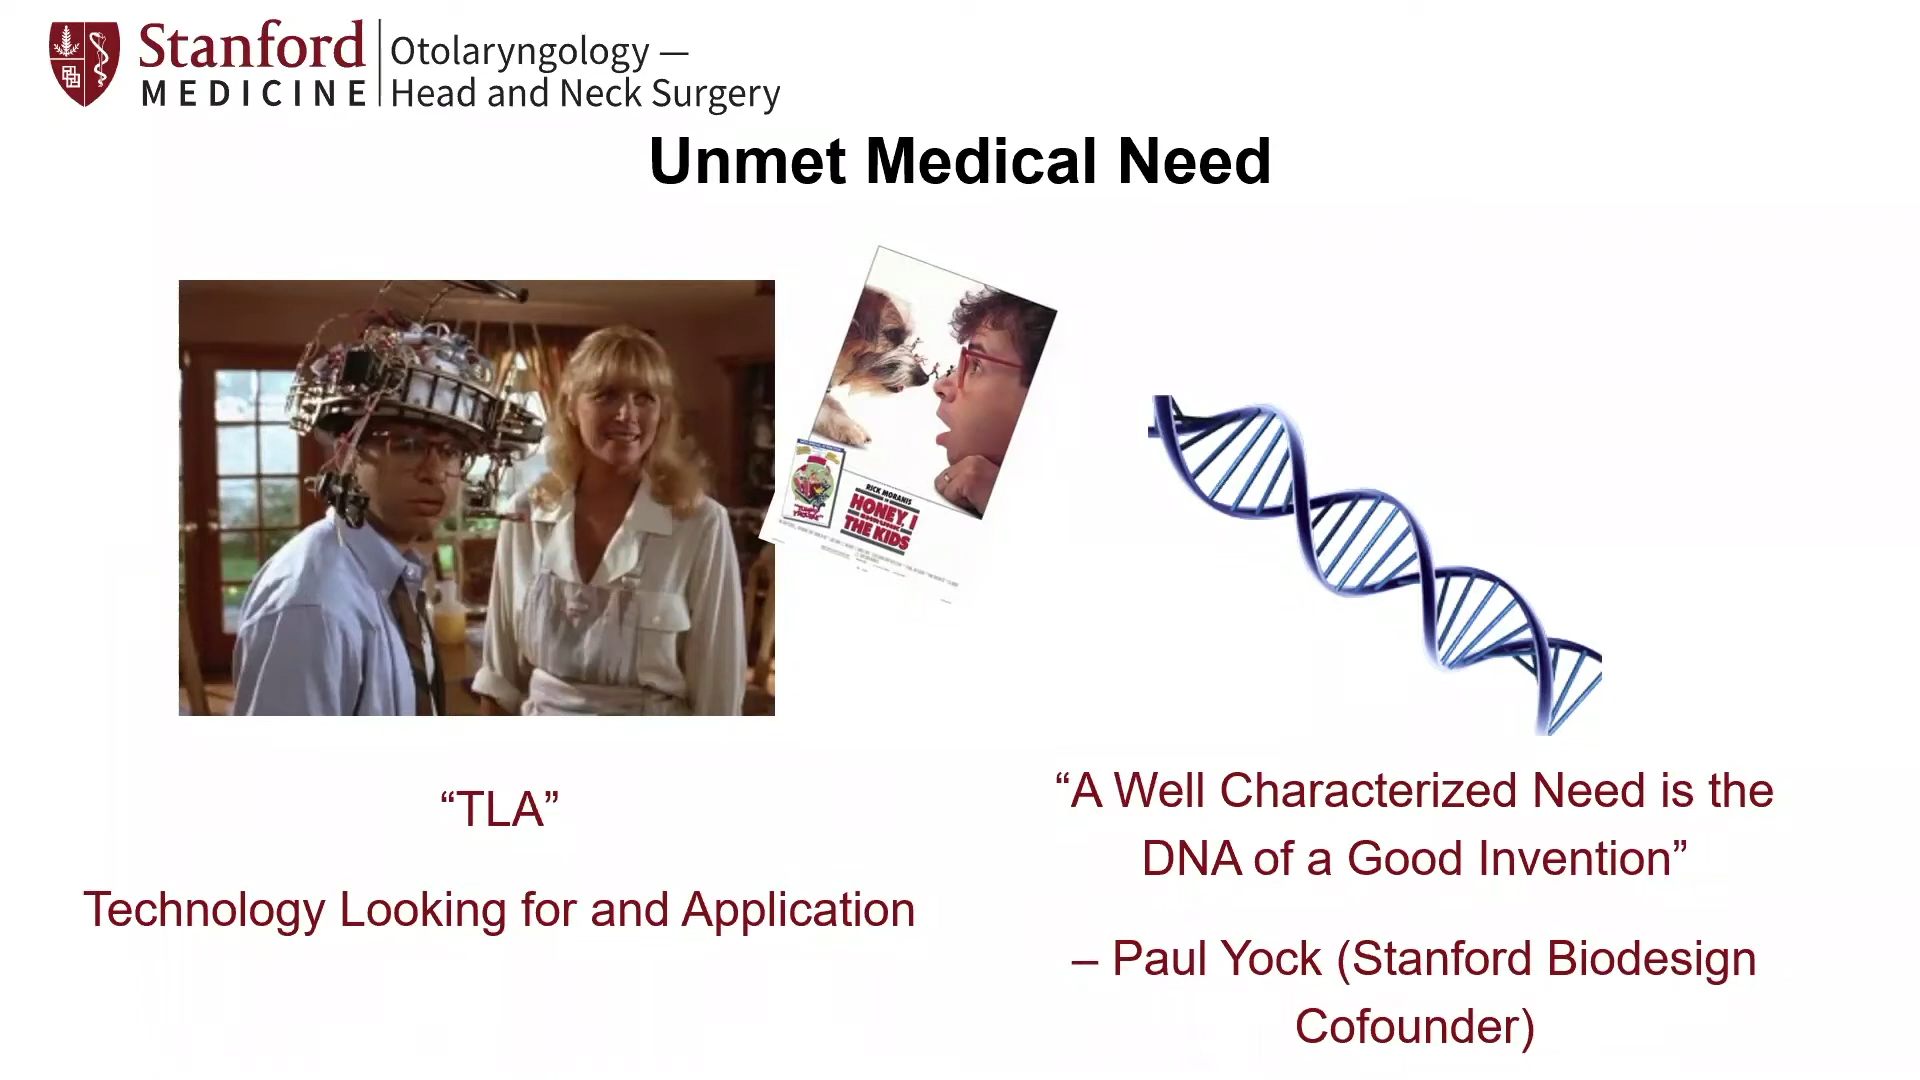 Stanford
MEDICINE
Otolaryngology —
Head and Neck Surgery
Unmet Medical Need
RICK MORANIS
HONEY, I
THE KIDS
“TLA”
Technology Looking for and Application
“A Well Characterized Need is the
DNA of a Good Invention”
– Paul Yock (Stanford Biodesign
Cofounder)